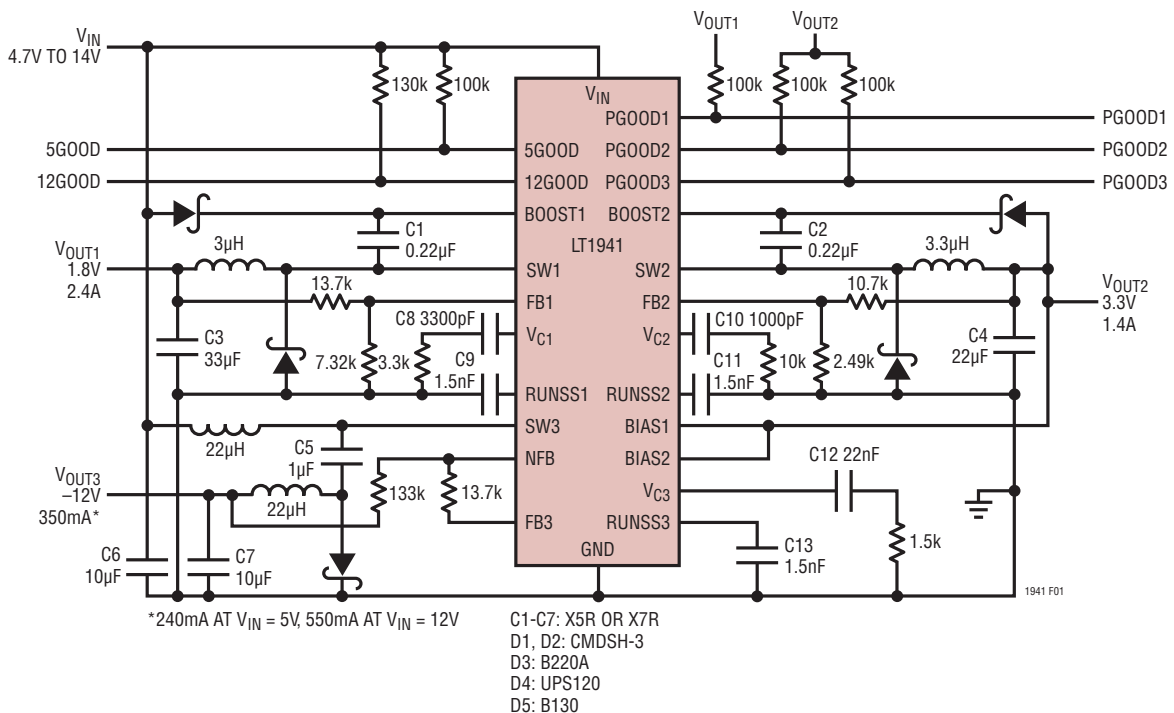 VIN
4.7V TO 14V
130k
100k
VOUT1
VOUT2
100k
100k
100k
VIN
PGOOD1
PGOOD1
5GOOD
5GOOD
PGOOD2
PGOOD2
12GOOD
12GOOD
PGOOD3
PGOOD3
BOOST1
BOOST2
C1
0.22µF
LT1941
C2
0.22µF
VOUT1
1.8V
2.4A
3µH
SW1
SW2
3.3µH
VOUT2
3.3V
1.4A
13.7k
FB1
FB2
10.7k
C8 3300pF
VC1
VC2
C10 1000pF
C3
33µF
7.32k
3.3k
C9
1.5nF
C11
1.5nF
10k
2.49k
C4
22µF
RUNSS1
RUNSS2
22µH
SW3
BIAS1
C5
1µF
NFB
BIAS2
VOUT3
–12V
350mA*
22µH
133k
13.7k
VC3
C12 22nF
FB3
RUNSS3
GND
C6
10µF
C7
10µF
C13
1.5nF
1.5k
1941 F01
*240mA AT VIN = 5V, 550mA AT VIN = 12V
C1-C7: X5R OR X7R
D1, D2: CMDSH-3
D3: B220A
D4: UPS120
D5: B130